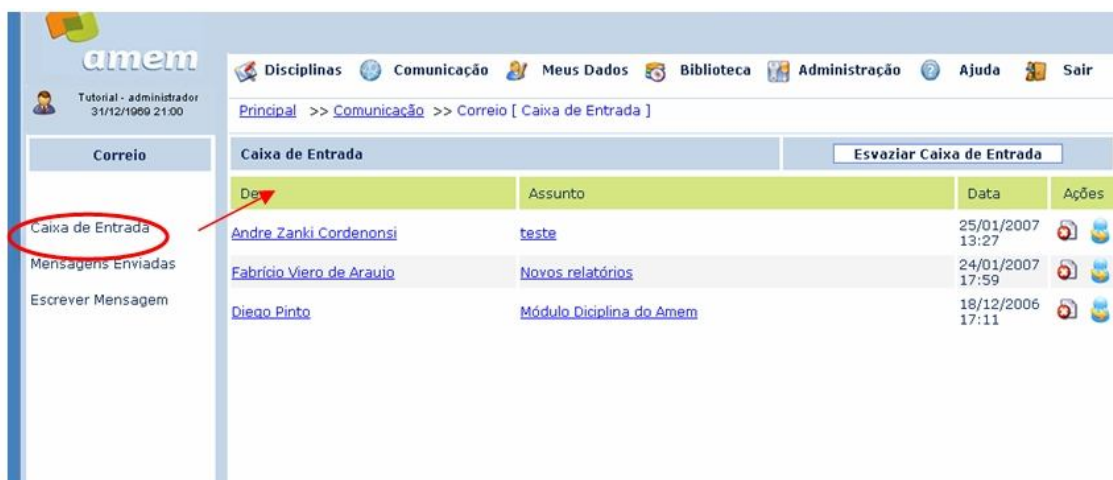 amem
Disciplinas Comunicação Meus Dados Biblioteca Administração Ajuda Sair
Tutorial - administrador
31/12/1969 21:00
Principal >> Comunicação >> Correio [ Caixa de Entrada ]
Correio
Caixa de Entrada
Esvaziar Caixa de Entrada
De
Assunto
Data
Ações
Caixa de Entrada
Mensagens Enviadas
Escrever Mensagem
Andre Zanki Cordenonsi
teste
25/01/2007
13:27
Fabrício Viero de Araujo
Novos relatórios
24/01/2007
17:59
Diego Pinto
Módulo Diciplina do Amem
18/12/2006
17:11